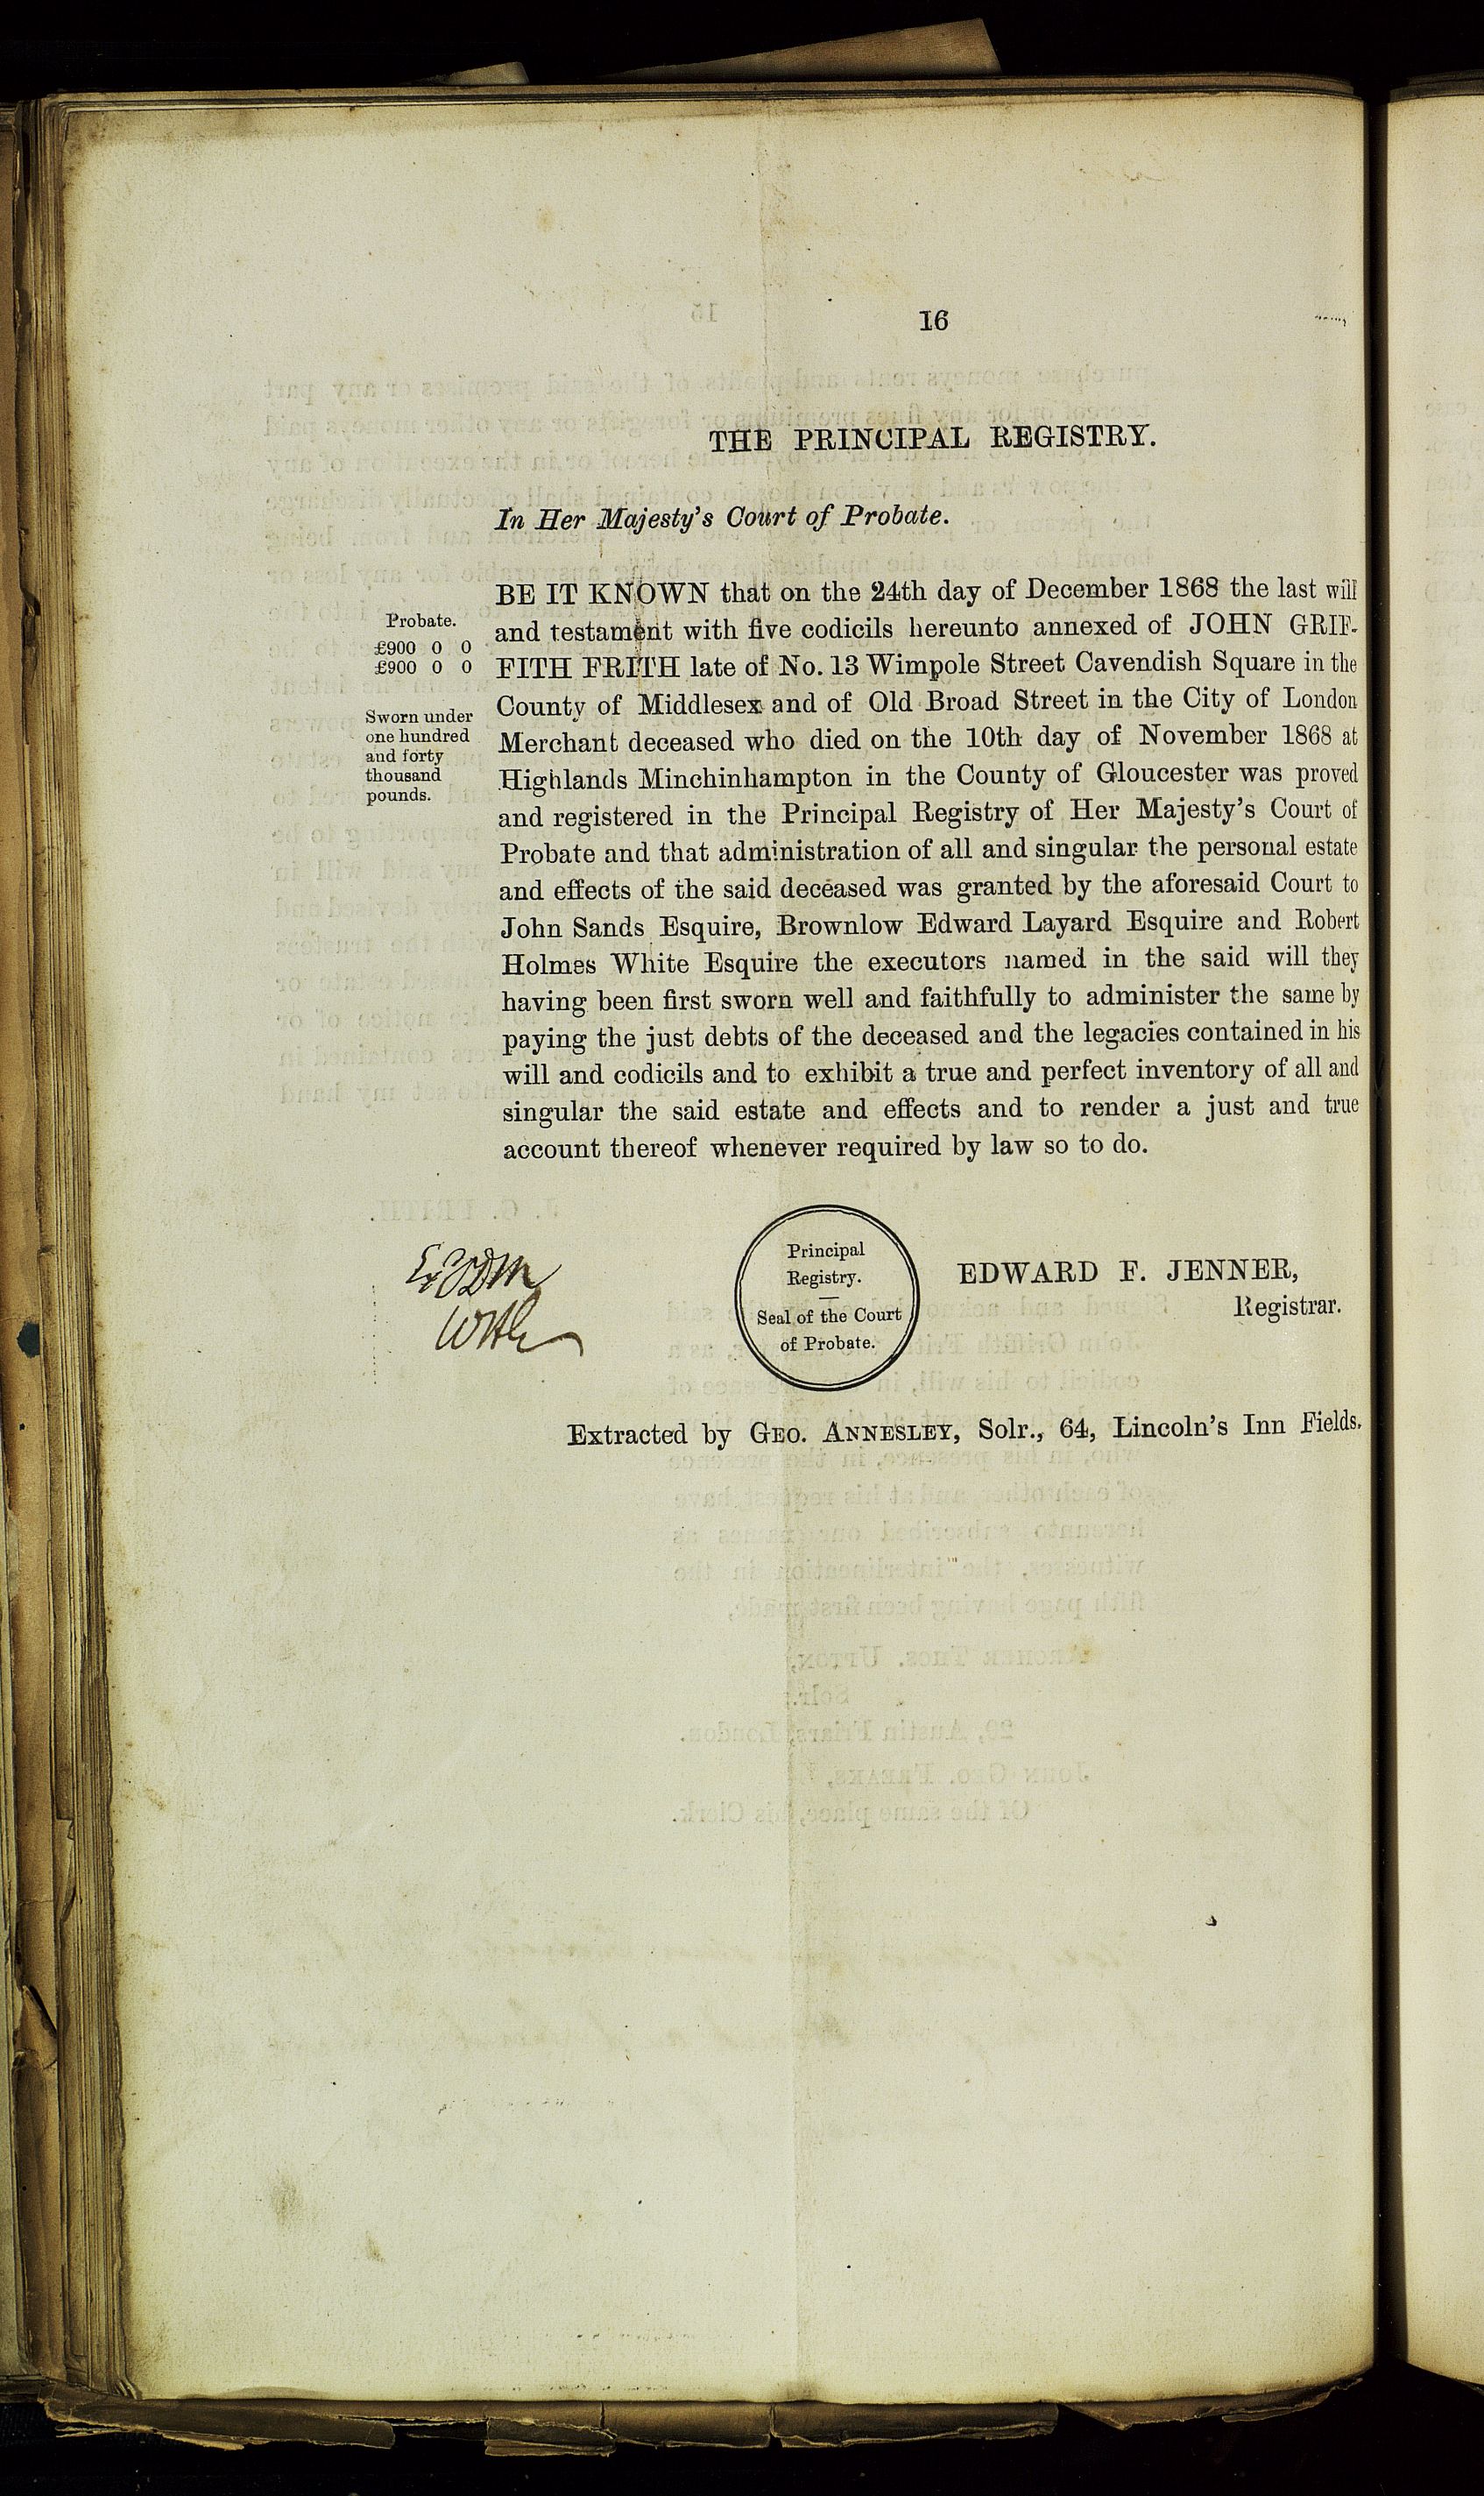 16
THE PRINCIPAL REGISTRY.
In Her Majesty's Court of Probate.
Probate.
£900 0 0
£900 0 0
Sworn under
one hundred
and forty
thousand
pounds.
BE IT KNOWN that on the 24th day of December 1868 the last will
and testament with five codicils hereunto annexed of JOHN GRIF-
FITH FRITH late of No. 13 Wimpole Street Cavendish Square in the
County of Middlesex and of Old Broad Street in the City of London
Merchant deceased who died on the 10th day of November 1868 at
Highlands Minchinhampton in the County of Gloucester was proved
and registered in the Principal Registry of Her Majesty's Court of
Probate and that administration of all and singular the personal estate
and effects of the said deceased was granted by the aforesaid Court to
John Sands Esquire, Brownlow Edward Layard Esquire and Robert
Holmes White Esquire the executors named in the said will they
having been first sworn well and faithfully to administer the same by
paying the just debts of the deceased and the legacies contained in his
will and codicils and to exhibit a true and perfect inventory of all and
singular the said estate and effects and to render a just and true
account thereof whenever required by law so to do.
Principal
Registry.
Seal of the Court
of Probate.
EDWARD F. JENNER,
Registrar.
Extracted by GEO. ANNESLEY, Solr., 64, Lincoln's Inn Fields.